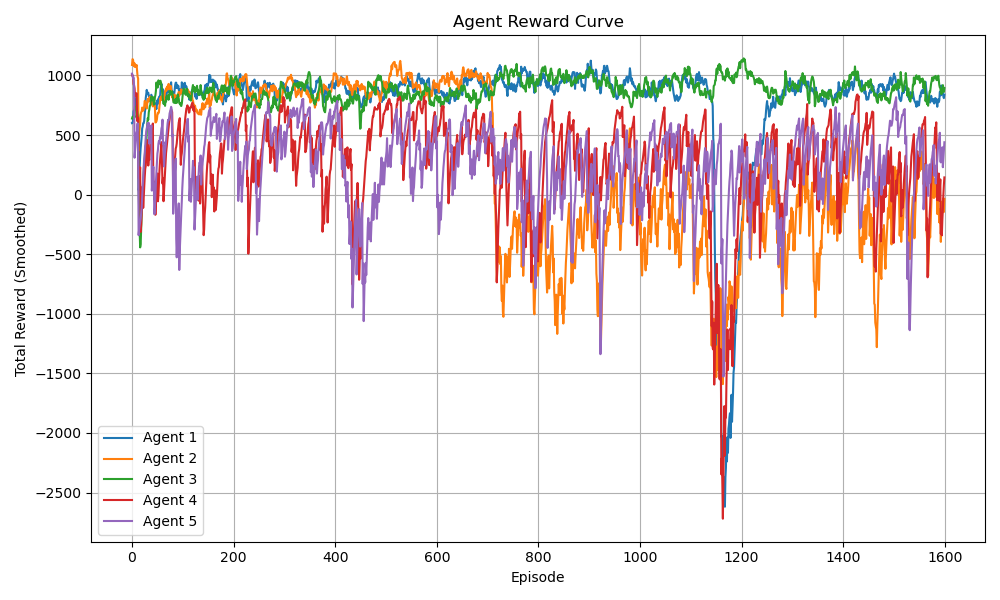 Agent Reward Curve
Total Reward (Smoothed)
1000
500
0
−500
−1000
−1500
−2000
−2500
Agent 1
Agent 2
Agent 3
Agent 4
Agent 5
0 200 400 600 800 1000 1200 1400 1600
Episode